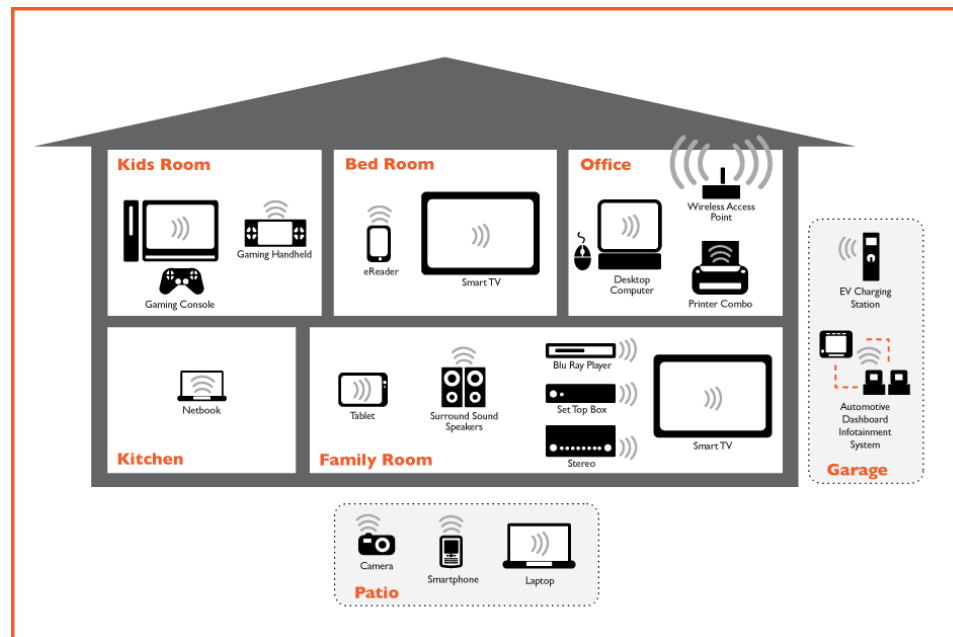 Kids Room
Gaming Handheld
Gaming Console
Bed Room
eReader
Smart TV
Office
Wireless Access
Point
Desktop
Computer
Printer Combo
EV Charging
Station
Automotive
Dashboard
Infotainment
System
Garage
Netbook
Kitchen
Tablet
Surround Sound
Speakers
Blu Ray Player
Set Top Box
Stereo
Smart TV
Family Room
Camera
Smartphone
Laptop
Patio